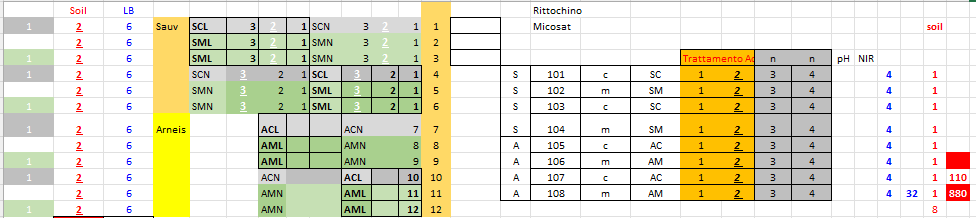 Soil LB Rittochino
1 2 6 Sauv SCL 3 2 1 SCN 3 2 1 1 Micosat soil
2 6 SML 3 2 1 SMN 3 2 1 2
1 2 6 SML 3 2 1 SMN 3 2 1 3 Trattamento Ac n n pH NIR
1 2 6 SCN 3 2 1 SCL 3 2 1 4 S 101 c SC 1 2 3 4 4 1
2 6 SMN 3 2 1 SML 3 2 1 5 S 102 m SM 1 2 3 4 4 1
1 2 6 SMN 3 2 1 SML 3 2 1 6 S 103 c SC 1 2 3 4 4 1
1 2 6 Arneis ACL ACN 7 7 S 104 m SM 1 2 3 4 4 1
2 6 AML AMN 8 8 A 105 c AC 1 2 3 4 4 1
1 2 6 AML AMN 9 9 A 106 m AM 1 2 3 4 4 1
1 2 6 ACN ACL 10 10 A 107 c AC 1 2 3 4 4 1 110
2 6 AMN AML 11 11 A 108 m AM 1 2 3 4 4 32 1 880
1 2 6 AMN AML 12 12 8